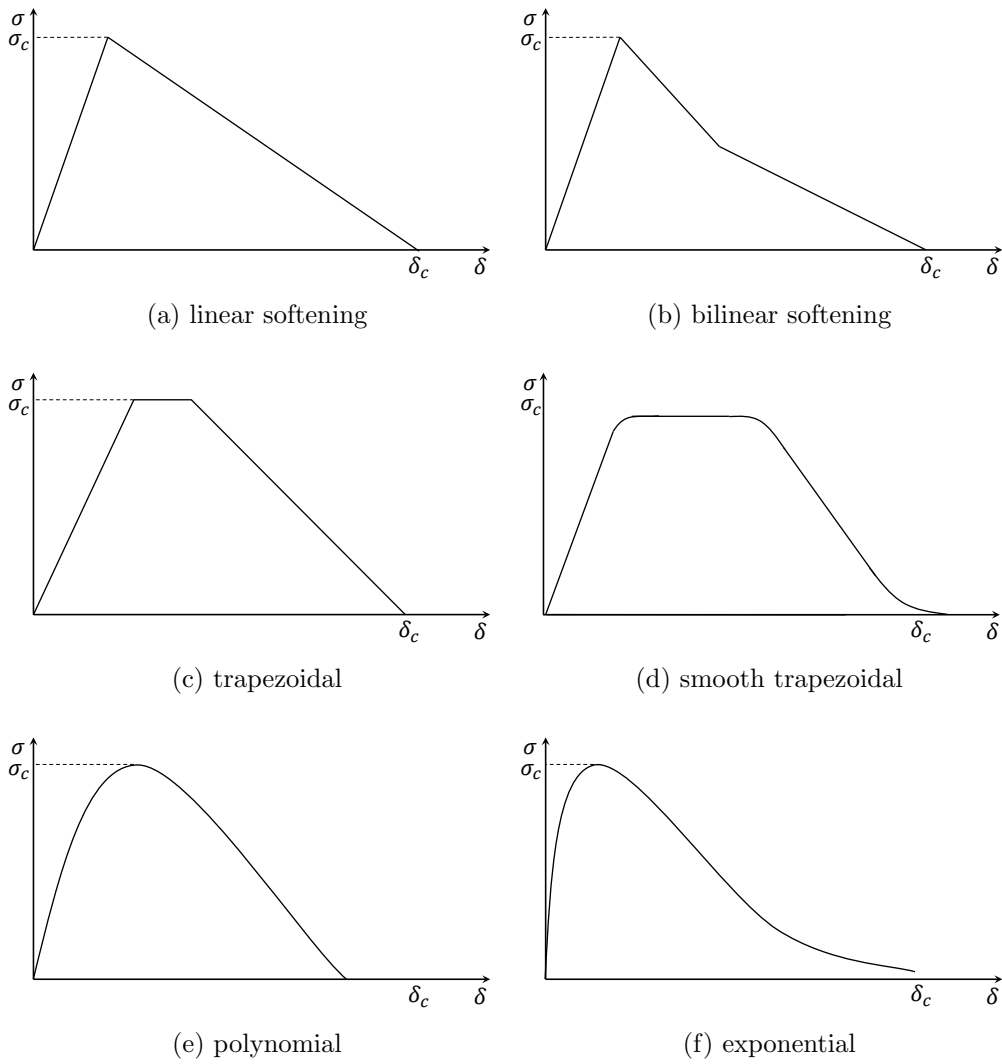 σ
σ_c
δ_c δ
(a) linear softening
σ
σ_c
δ_c δ
(b) bilinear softening
σ
σ_c
δ_c δ
(c) trapezoidal
σ
σ_c
δ_c δ
(d) smooth trapezoidal
σ
σ_c
δ_c δ
(e) polynomial
σ
σ_c
δ_c δ
(f) exponential